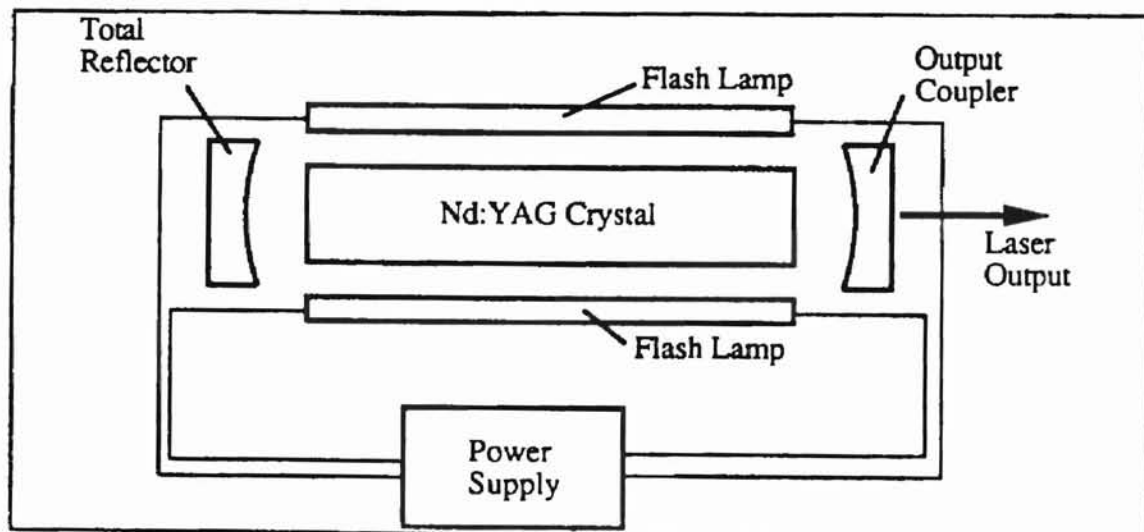 Total
Reflector
Flash Lamp
Output
Coupler
Nd:YAG Crystal
Laser
Output
Flash Lamp
Power
Supply